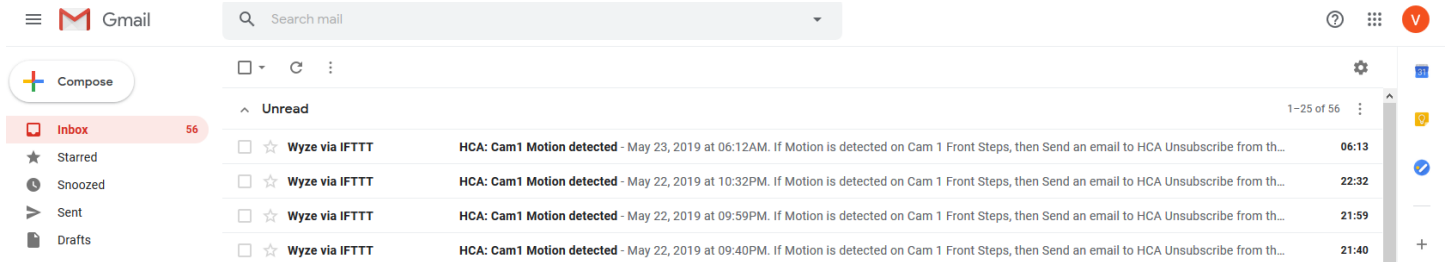 Gmail
Search mail
V
Compose
31
Unread
1–25 of 56
Inbox 56
Wyze via IFTTT HCA: Cam1 Motion detected - May 23, 2019 at 06:12AM. If Motion is detected on Cam 1 Front Steps, then Send an email to HCA Unsubscribe from th... 06:13
Starred
Snoozed
Wyze via IFTTT HCA: Cam1 Motion detected - May 22, 2019 at 10:32PM. If Motion is detected on Cam 1 Front Steps, then Send an email to HCA Unsubscribe from th... 22:32
Sent
Wyze via IFTTT HCA: Cam1 Motion detected - May 22, 2019 at 09:59PM. If Motion is detected on Cam 1 Front Steps, then Send an email to HCA Unsubscribe from th... 21:59
Drafts
Wyze via IFTTT HCA: Cam1 Motion detected - May 22, 2019 at 09:40PM. If Motion is detected on Cam 1 Front Steps, then Send an email to HCA Unsubscribe from th... 21:40